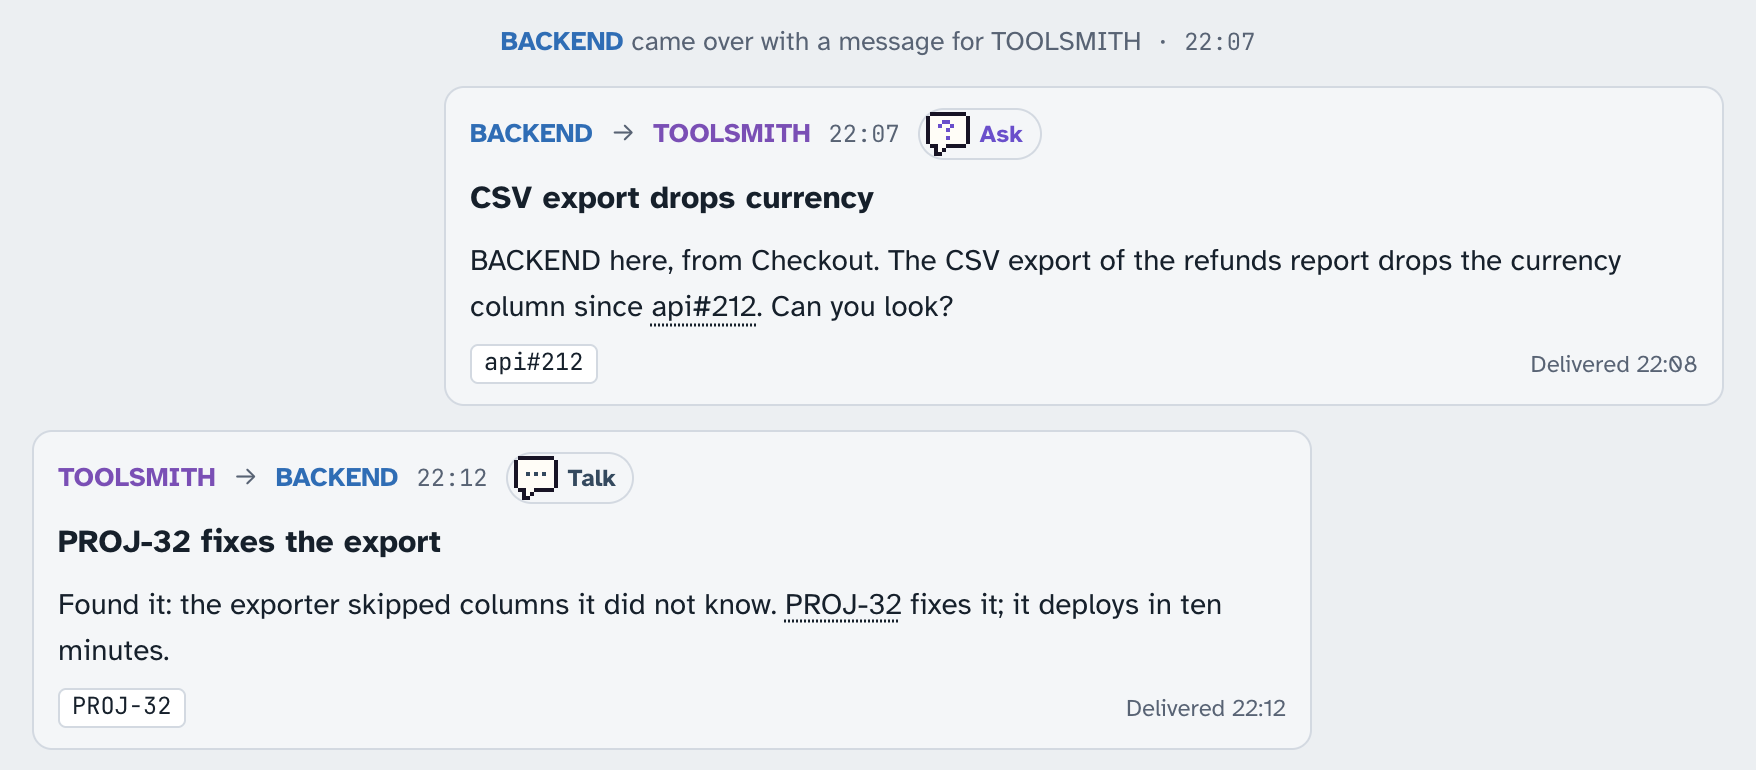 BACKEND came over with a message for TOOLSMITH · 22:07
BACKEND → TOOLSMITH 22:07 Ask
CSV export drops currency
BACKEND here, from Checkout. The CSV export of the refunds report drops the currency
column since api#212. Can you look?
api#212 Delivered 22:08
TOOLSMITH → BACKEND 22:12 Talk
PROJ-32 fixes the export
Found it: the exporter skipped columns it did not know. PROJ-32 fixes it; it deploys in ten
minutes.
PROJ-32 Delivered 22:12